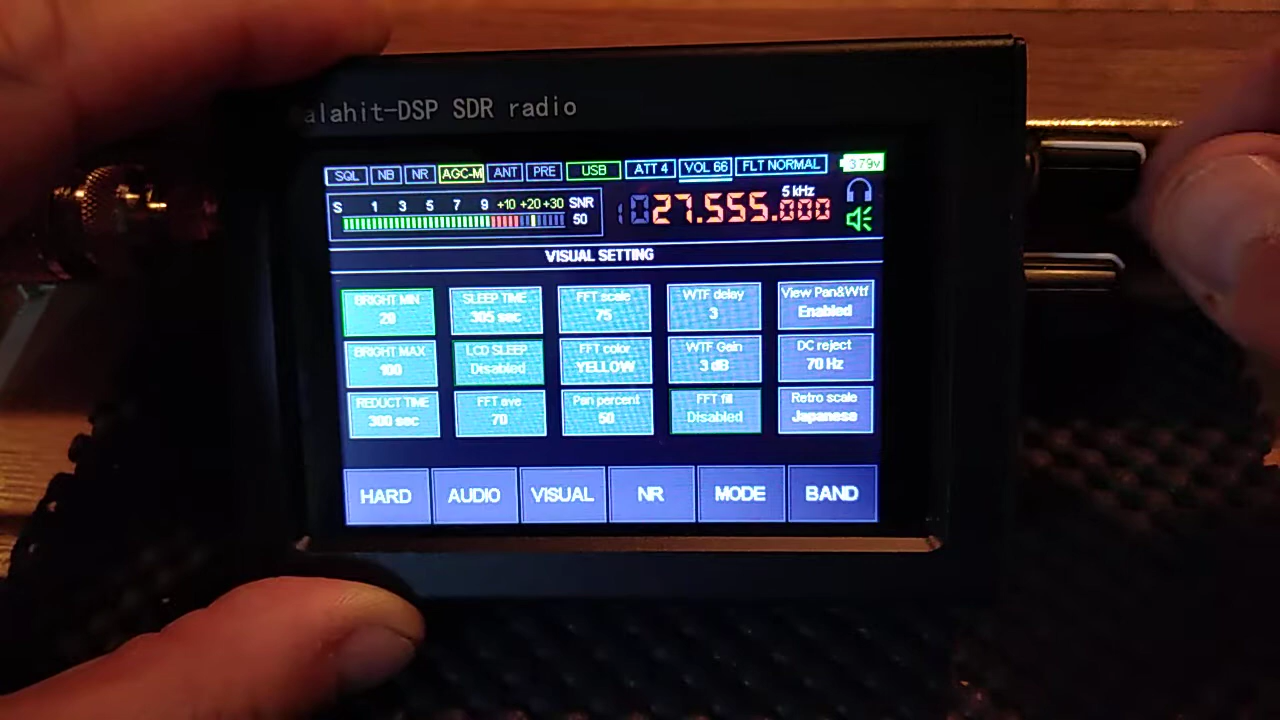 alahit-DSP SDR radio
SQL NB NR AGC-M ANT PRE USB ATT 4 VOL 66 FLT NORMAL 3.79v
S 1 3 5 7 9 +10 +20 +30 SNR
50
5 kHz
27.555.000
VISUAL SETTING
BRIGHT MIN
20
SLEEP TIME
305 sec
FFT scale
75
WTF delay
3
View Pan&Wtf
Enabled
BRIGHT MAX
100
LCD SLEEP
Disabled
FFT color
YELLOW
WTF Gain
3 dB
DC reject
70 Hz
REDUCT TIME
300 sec
FFT ave
70
Pan percent
50
FFT fill
Disabled
Retro scale
Japanese
HARD AUDIO VISUAL NR MODE BAND